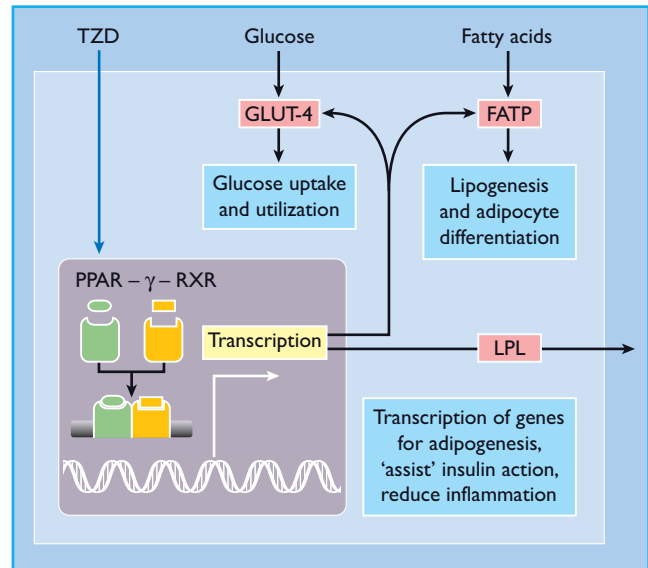 TZD
Glucose
Fatty acids
GLUT-4
FATP
Glucose uptake
and utilization
Lipogenesis
and adipocyte
differentiation
PPAR – γ – RXR
Transcription
LPL
Transcription of genes
for adipogenesis,
‘assist’ insulin action,
reduce inflammation